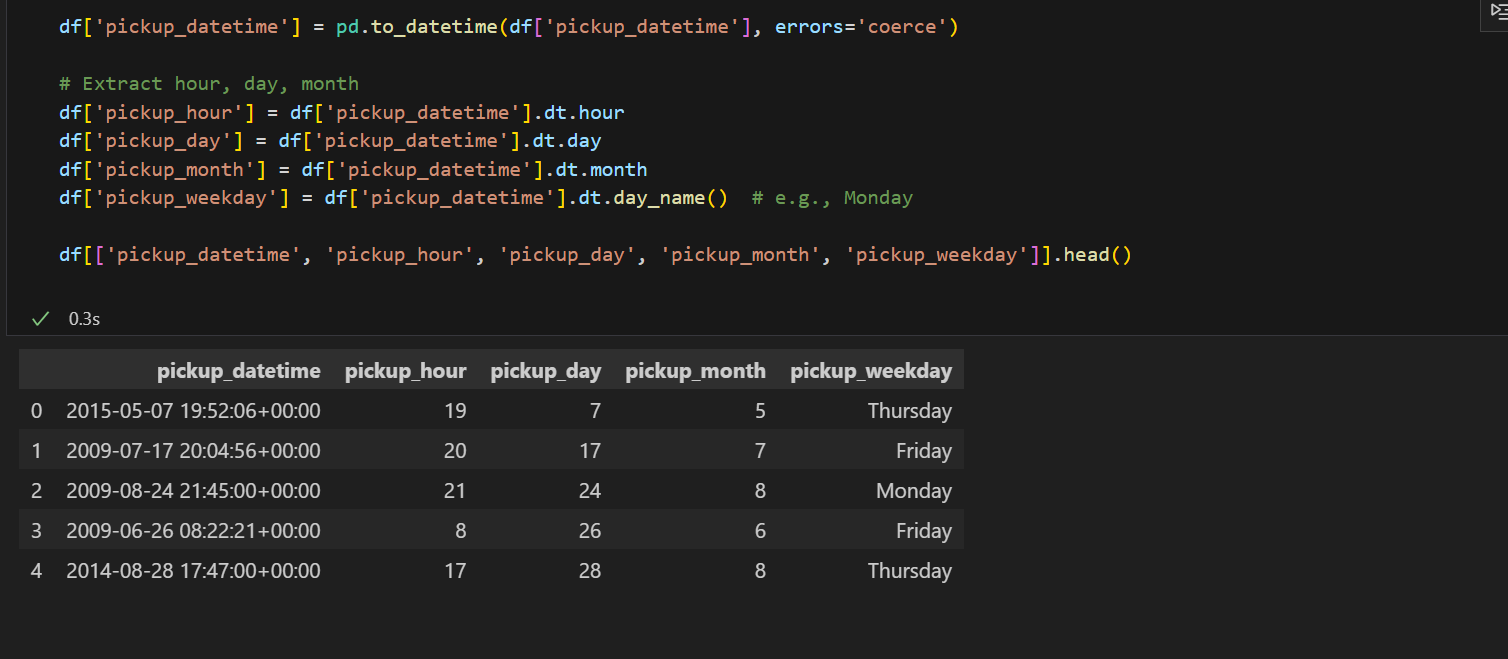 df['pickup_datetime'] = pd.to_datetime(df['pickup_datetime'], errors='coerce')
# Extract hour, day, month
df['pickup_hour'] = df['pickup_datetime'].dt.hour
df['pickup_day'] = df['pickup_datetime'].dt.day
df['pickup_month'] = df['pickup_datetime'].dt.month
df['pickup_weekday'] = df['pickup_datetime'].dt.day_name()  # e.g., Monday
df[['pickup_datetime', 'pickup_hour', 'pickup_day', 'pickup_month', 'pickup_weekday']].head()
0.3s
pickup_datetime pickup_hour pickup_day pickup_month pickup_weekday
0 2015-05-07 19:52:06+00:00 19 7 5 Thursday
1 2009-07-17 20:04:56+00:00 20 17 7 Friday
2 2009-08-24 21:45:00+00:00 21 24 8 Monday
3 2009-06-26 08:22:21+00:00 8 26 6 Friday
4 2014-08-28 17:47:00+00:00 17 28 8 Thursday